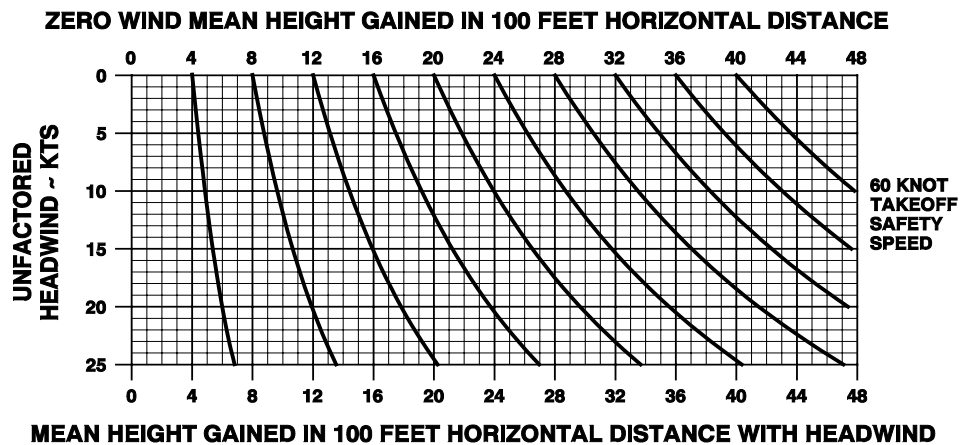 ZERO WIND MEAN HEIGHT GAINED IN 100 FEET HORIZONTAL DISTANCE
0 4 8 12 16 20 24 28 32 36 40 44 48
UNFACTORED
HEADWIND ~ KTS
0
5
10
15
20
25
60 KNOT
TAKEOFF
SAFETY
SPEED
0 4 8 12 16 20 24 28 32 36 40 44 48
MEAN HEIGHT GAINED IN 100 FEET HORIZONTAL DISTANCE WITH HEADWIND